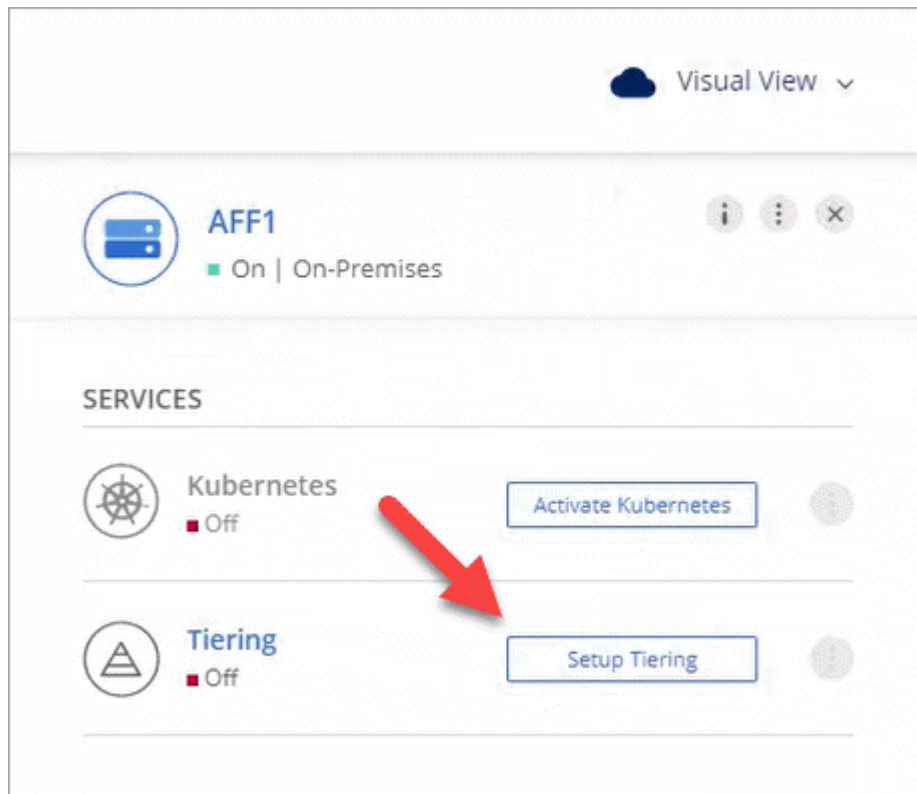 Visual View
AFF1
On | On-Premises
SERVICES
Kubernetes
Off
Activate Kubernetes
Tiering
Off
Setup Tiering